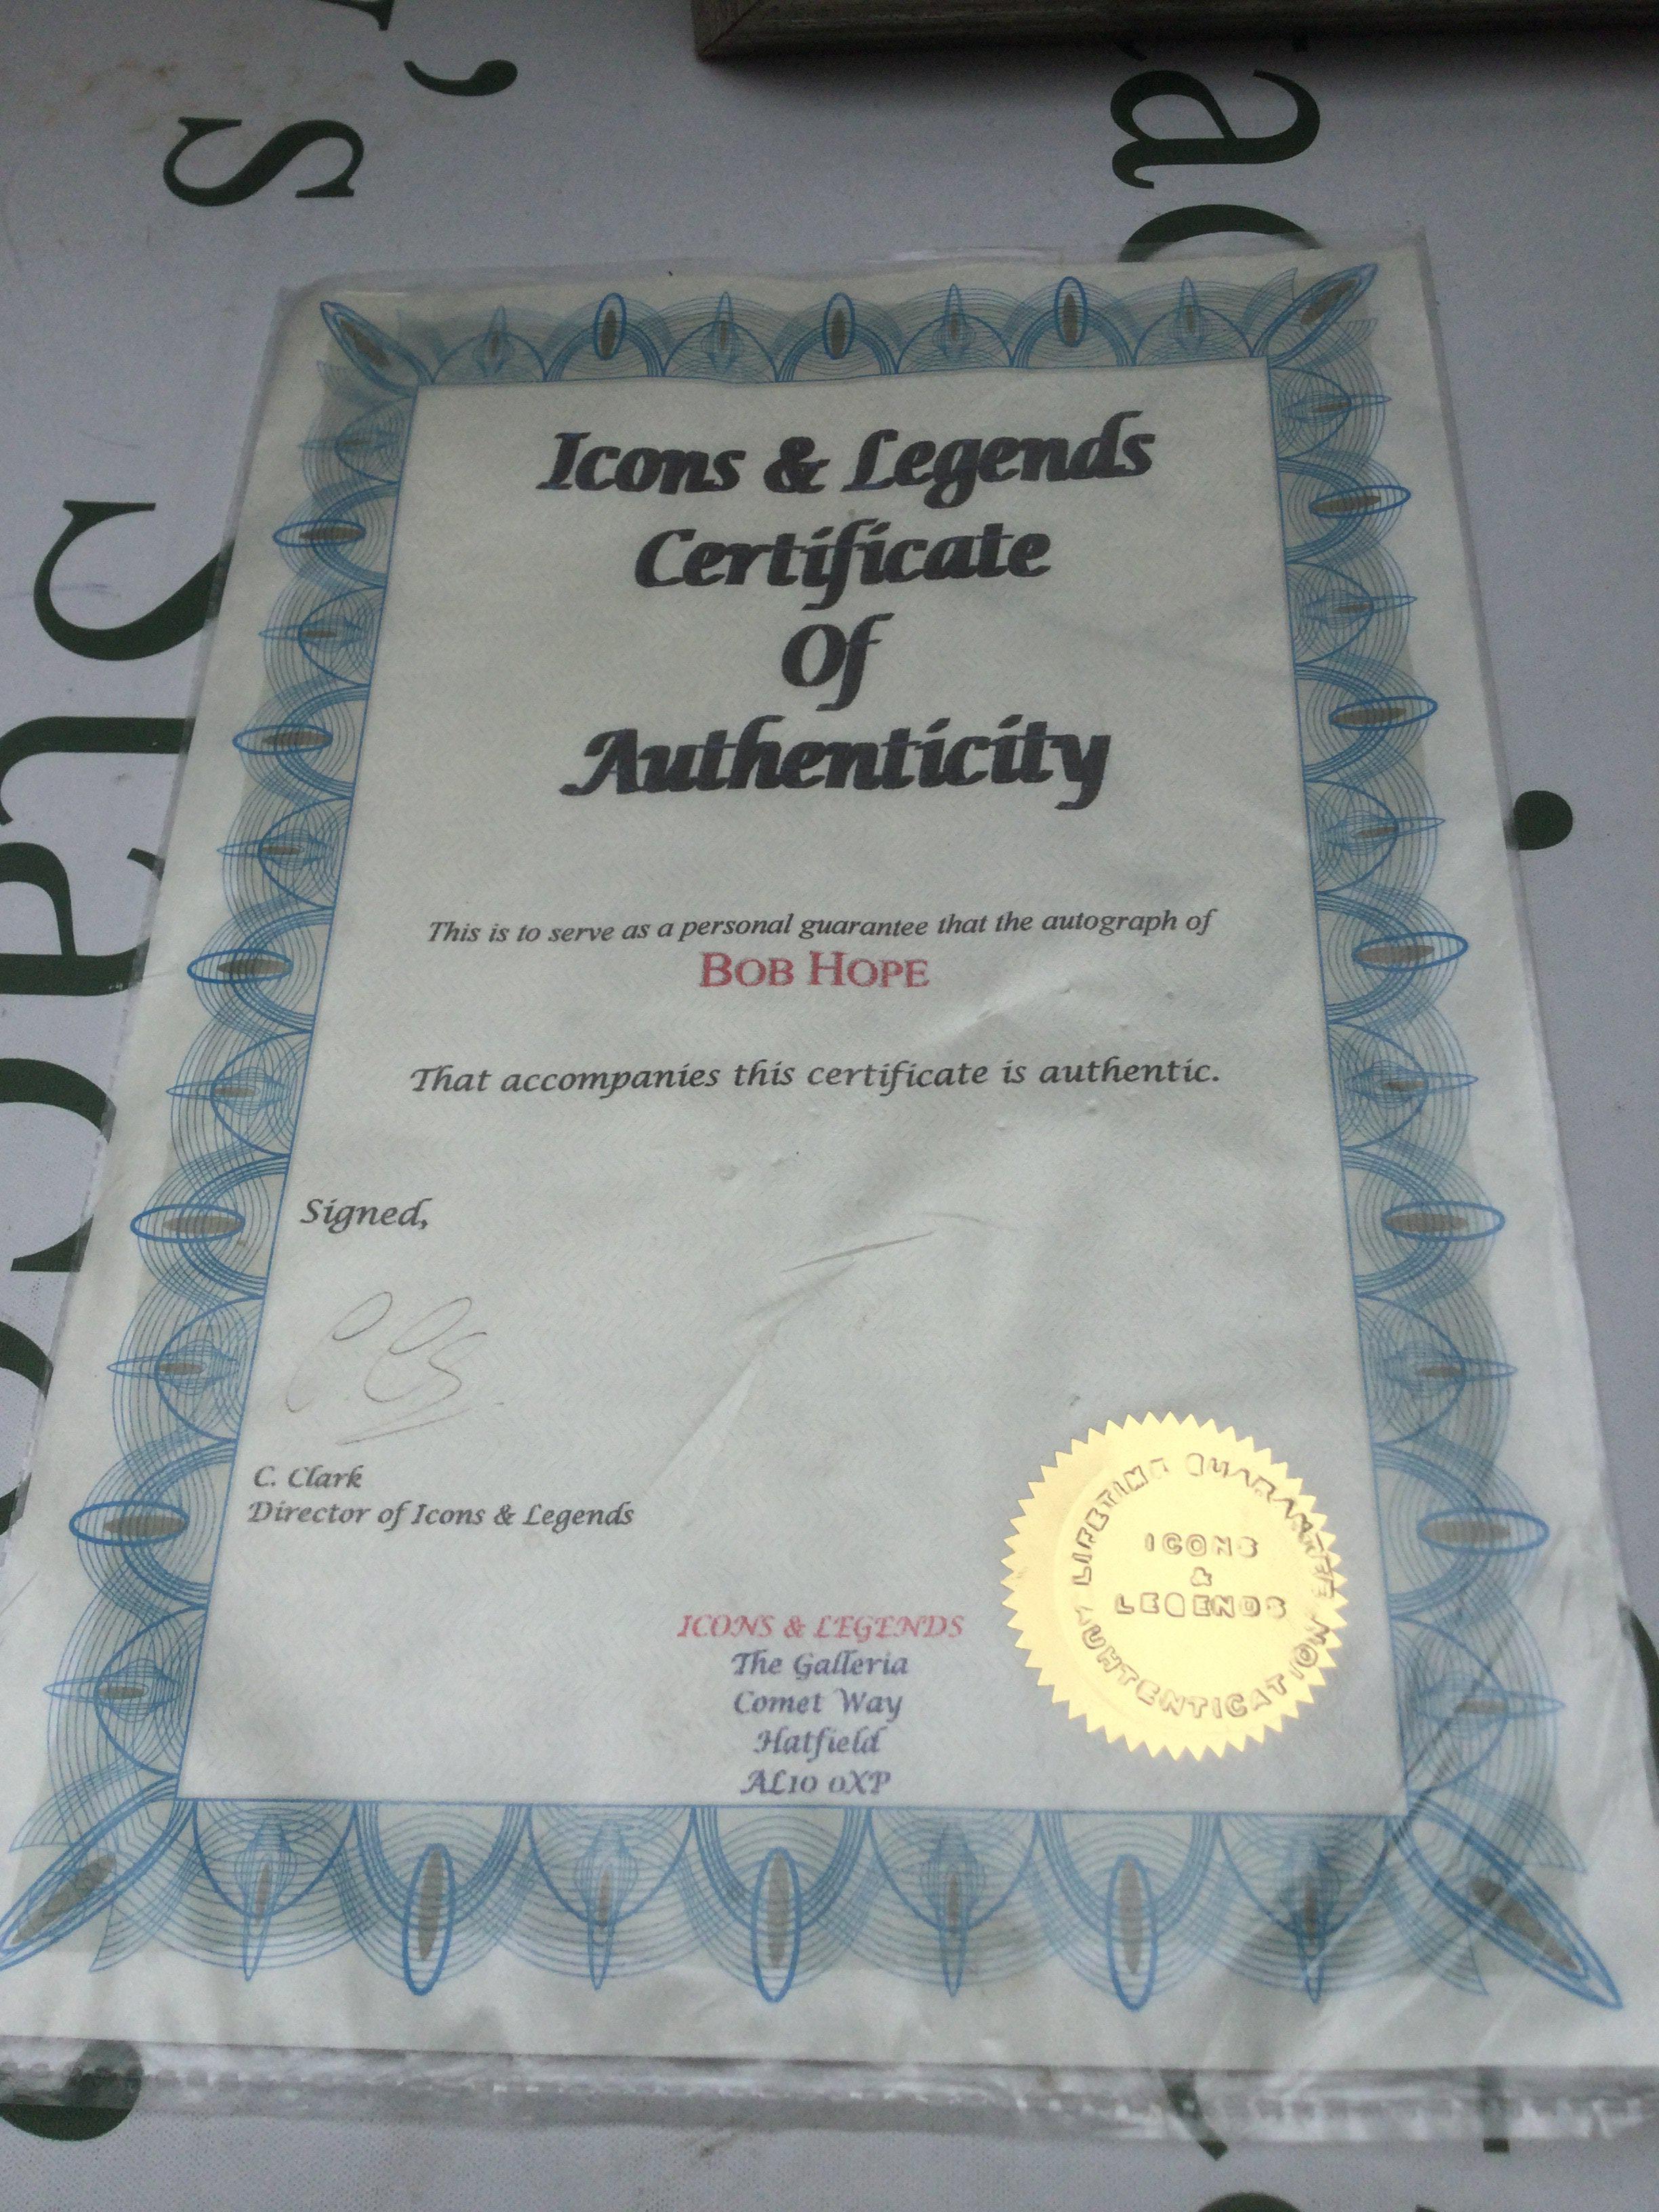 Icons & Legends
Certificate
Of
Authenticity
This is to serve as a personal guarantee that the autograph of
BOB HOPE
That accompanies this certificate is authentic.
Signed,
C. Clark
Director of Icons & Legends
ICONS & LEGENDS
The Galleria
Comet Way
Hatfield
AL10 0XP
LIFETIME GUARANTEE
ICONS
&
LEGENDS
AUHTENTICATION